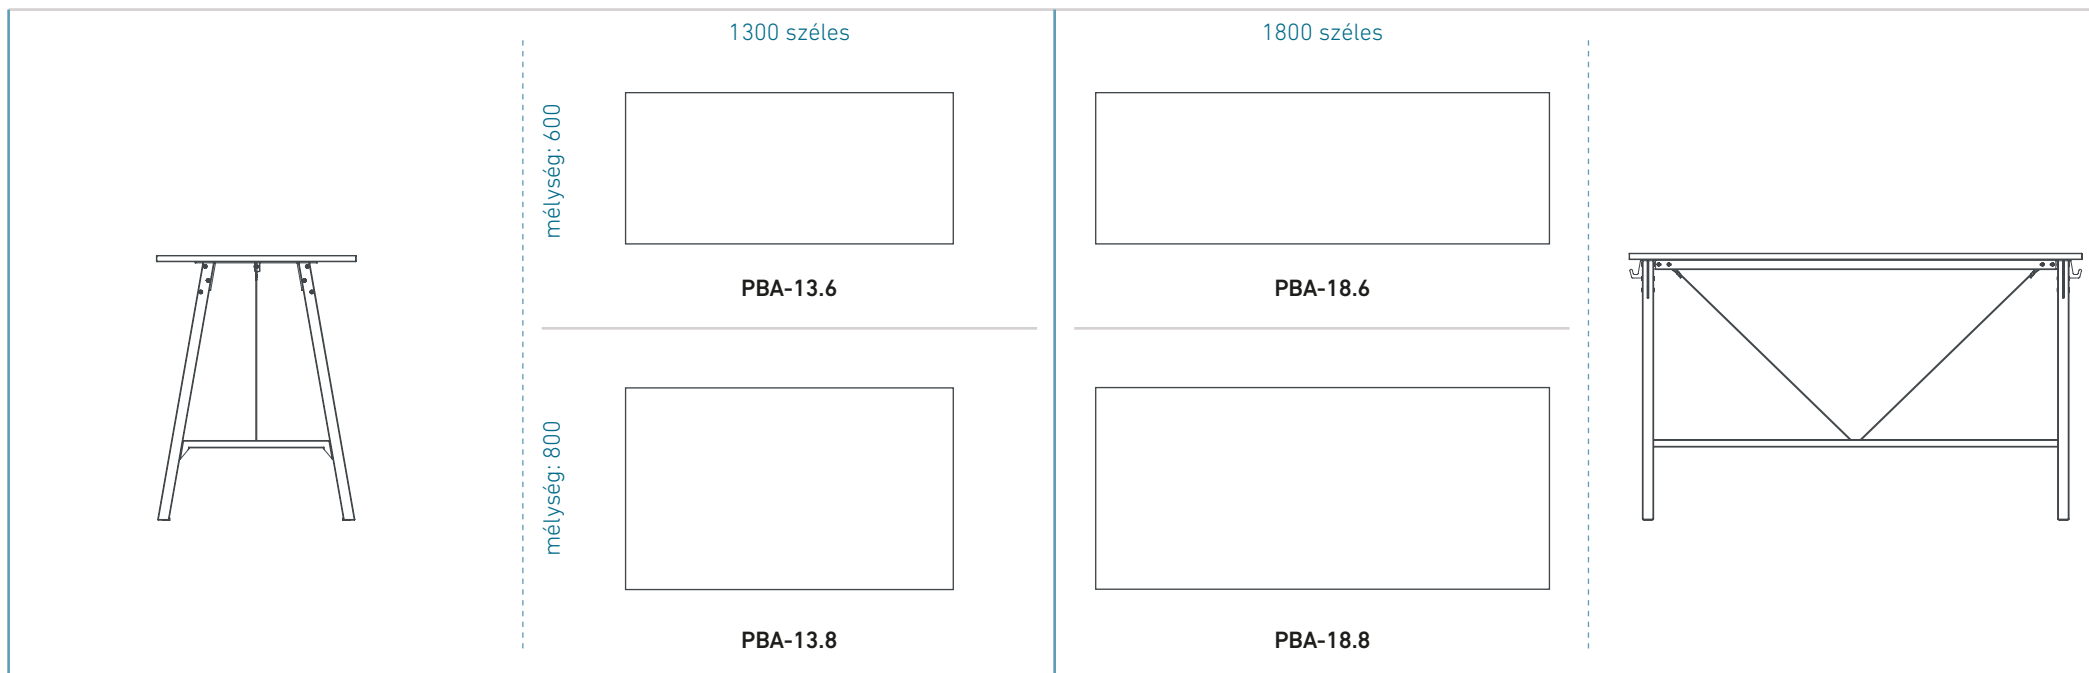 1300 széles
1800 széles
mélység: 600
PBA-13.6
PBA-18.6
mélység: 800
PBA-13.8
PBA-18.8